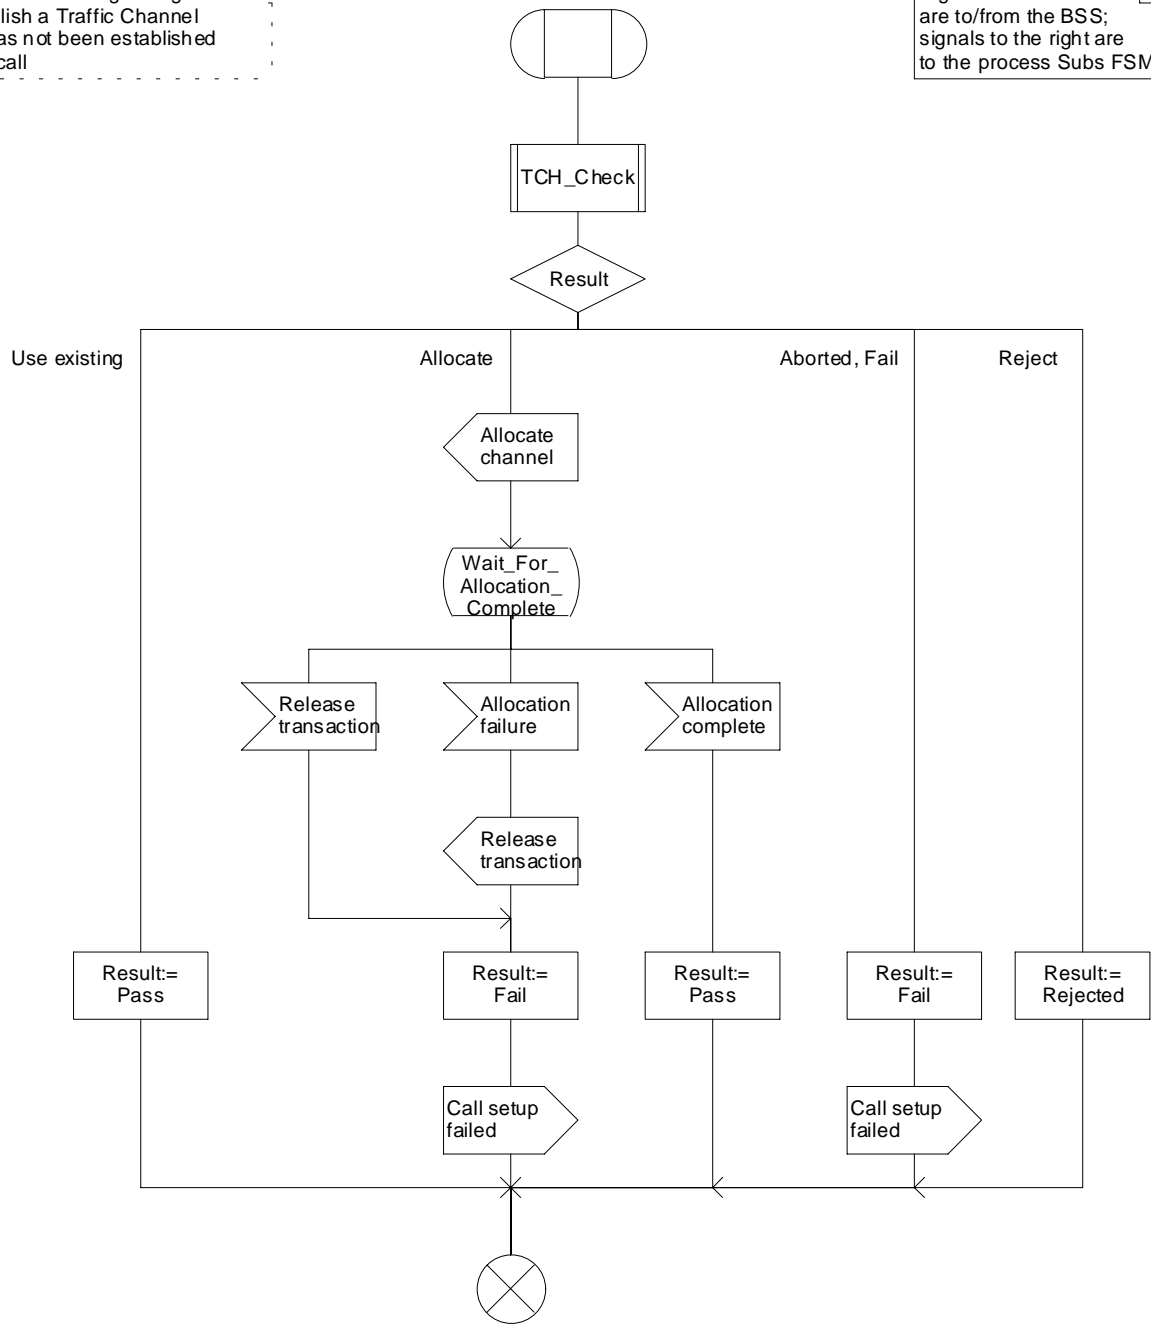 lish a Traffic Channel
as not been established
call
are to/from the BSS;
signals to the right are
to the process Subs FSM
TCH_Check
Result
Use existing
Allocate
Aborted, Fail
Reject
Allocate
channel
Wait_For_
Allocation_
Complete
Release
transaction
Allocation
failure
Allocation
complete
Release
transaction
Result:=
Pass
Result:=
Fail
Result:=
Pass
Result:=
Fail
Result:=
Rejected
Call setup
failed
Call setup
failed